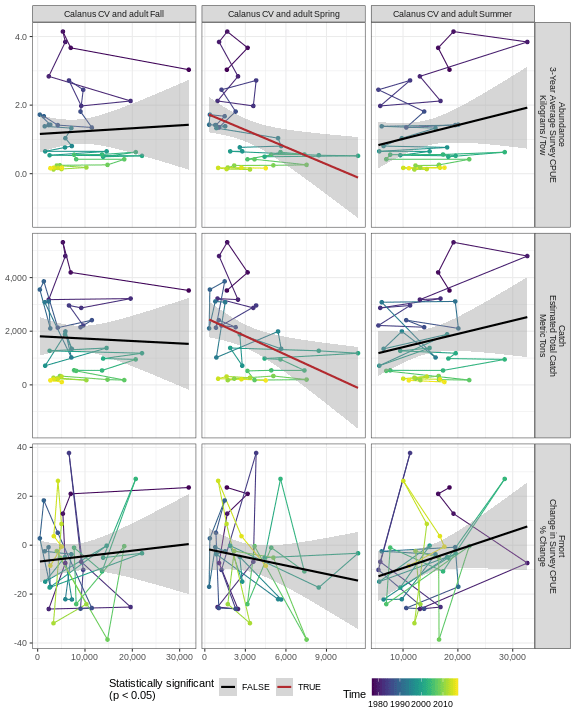 Calanus CV and adult Fall
Calanus CV and adult Spring
Calanus CV and adult Summer
4.0
2.0
0.0
Abundance
3-Year Average Survey CPUE
Kilograms / Tow
4,000
2,000
0
Catch
Estimated Total Catch
Metric Tons
40
20
0
-20
-40
Fmort
Change in Survey CPUE
% Change
0 10,000 20,000 30,000
0 3,000 6,000 9,000
10,000 20,000 30,000
Statistically significant
(p < 0.05)
FALSE
TRUE
Time
1980 1990 2000 2010